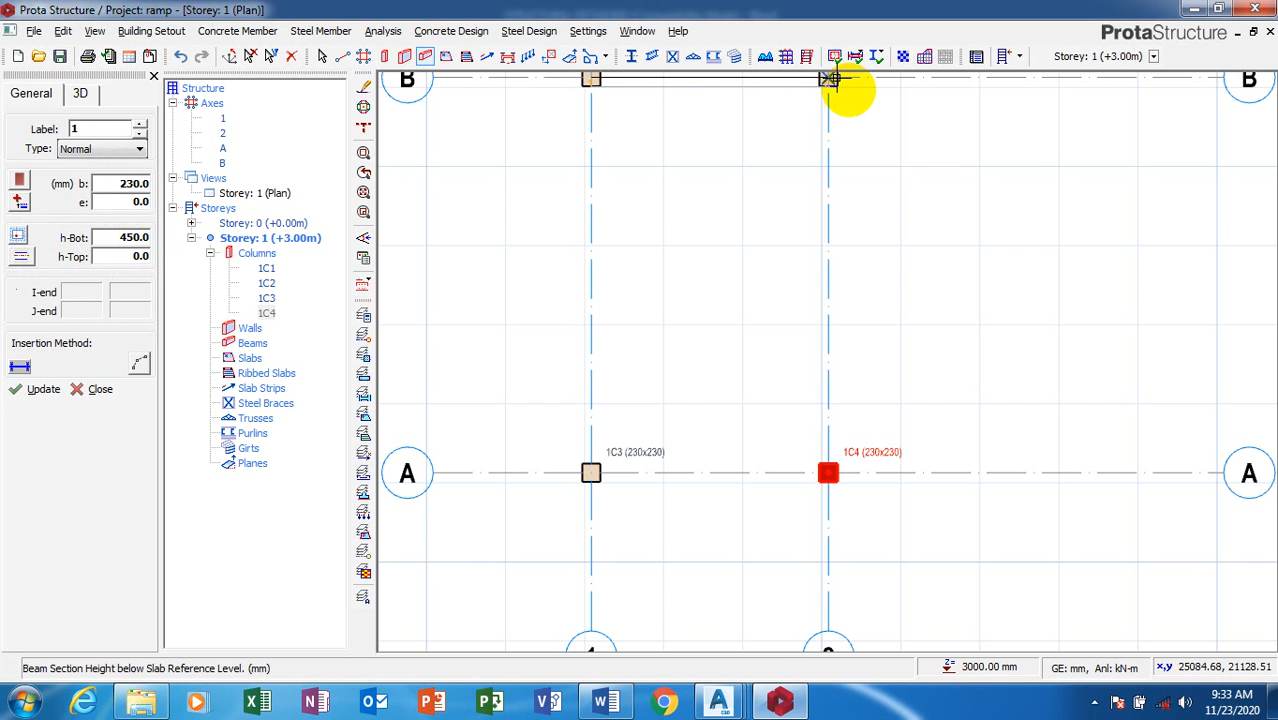 Prota Structure / Project: ramp - [Storey: 1 (Plan)]
File Edit View Building Setout Concrete Member Steel Member Analysis Concrete Design Steel Design Settings Window Help
ProtaStructure
Storey: 1 (+3.00m)
General 3D
Label: 1
Type: Normal
(mm) b: 230.0
e: 0.0
h-Bot: 450.0
h-Top: 0.0
I-end
J-end
Insertion Method:
Update Close
Structure
Axes
1
2
A
B
Views
Storey: 1 (Plan)
Storeys
Storey: 0 (+0.00m)
Storey: 1 (+3.00m)
Columns
1C1
1C2
1C3
1C4
Walls
Beams
Slabs
Ribbed Slabs
Slab Strips
Steel Braces
Trusses
Purlins
Girts
Planes
B B
1C3 (230x230) 1C4 (230x230)
A A
Beam Section Height below Slab Reference Level. (mm)
Z= 3000.00 mm GE: mm, Anl: kN-m x,y 25084.68, 21128.51
9:33 AM
11/23/2020